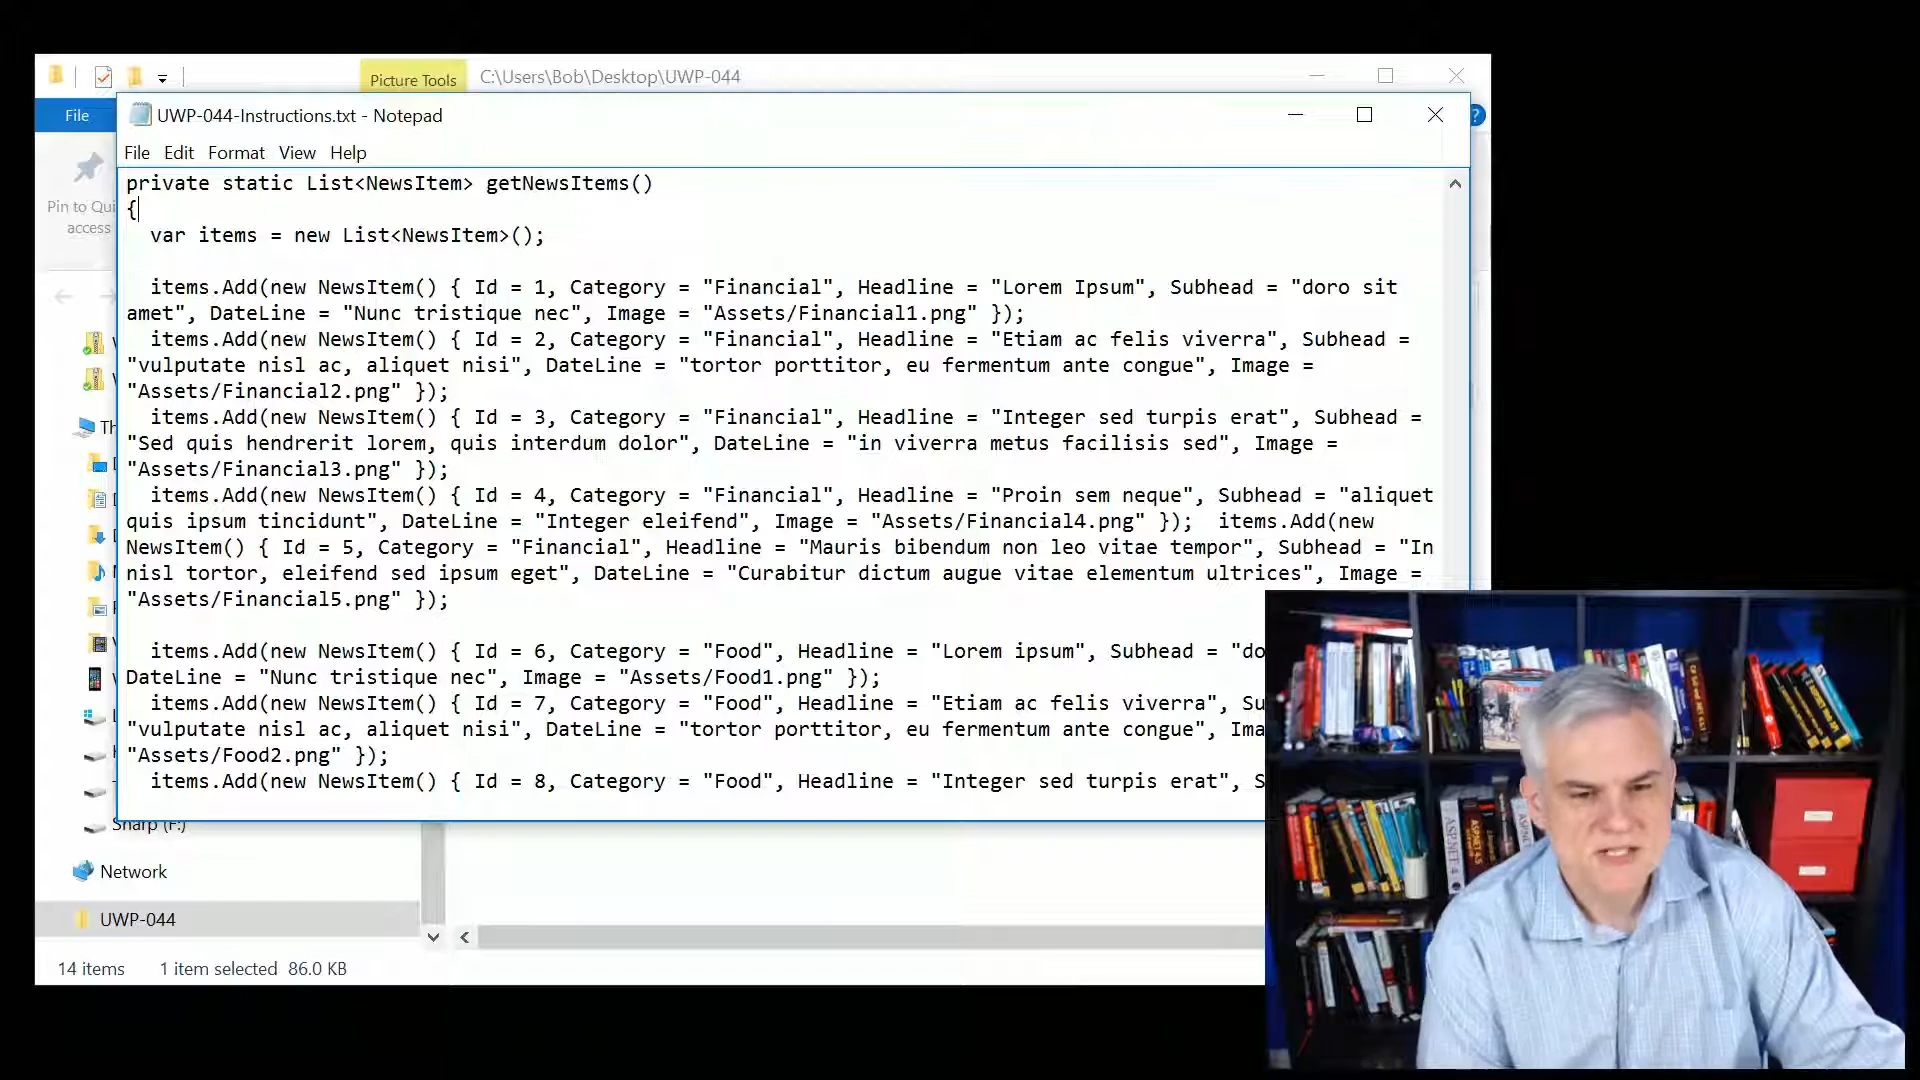 Picture Tools
C:\Users\Bob\Desktop\UWP-044
File
UWP-044-Instructions.txt - Notepad
?
File Edit Format View Help
Pin to Qu
access
private static List<NewsItem> getNewsItems()
{
var items = new List<NewsItem>();
items.Add(new NewsItem() { Id = 1, Category = "Financial", Headline = "Lorem Ipsum", Subhead = "doro sit
amet", DateLine = "Nunc tristique nec", Image = "Assets/Financial1.png" });
items.Add(new NewsItem() { Id = 2, Category = "Financial", Headline = "Etiam ac felis viverra", Subhead =
"vulputate nisl ac, aliquet nisi", DateLine = "tortor porttitor, eu fermentum ante congue", Image =
"Assets/Financial2.png" });
items.Add(new NewsItem() { Id = 3, Category = "Financial", Headline = "Integer sed turpis erat", Subhead =
"Sed quis hendrerit lorem, quis interdum dolor", DateLine = "in viverra metus facilisis sed", Image =
"Assets/Financial3.png" });
items.Add(new NewsItem() { Id = 4, Category = "Financial", Headline = "Proin sem neque", Subhead = "aliquet
quis ipsum tincidunt", DateLine = "Integer eleifend", Image = "Assets/Financial4.png" });  items.Add(new
NewsItem() { Id = 5, Category = "Financial", Headline = "Mauris bibendum non leo vitae tempor", Subhead = "In
nisl tortor, eleifend sed ipsum eget", DateLine = "Curabitur dictum augue vitae elementum ultrices", Image =
"Assets/Financial5.png" });
items.Add(new NewsItem() { Id = 6, Category = "Food", Headline = "Lorem ipsum", Subhead = "do
DateLine = "Nunc tristique nec", Image = "Assets/Food1.png" });
items.Add(new NewsItem() { Id = 7, Category = "Food", Headline = "Etiam ac felis viverra", Su
"vulputate nisl ac, aliquet nisi", DateLine = "tortor porttitor, eu fermentum ante congue", Ima
"Assets/Food2.png" });
items.Add(new NewsItem() { Id = 8, Category = "Food", Headline = "Integer sed turpis erat", S
Sharp (F:)
Network
UWP-044
14 items 1 item selected 86.0 KB